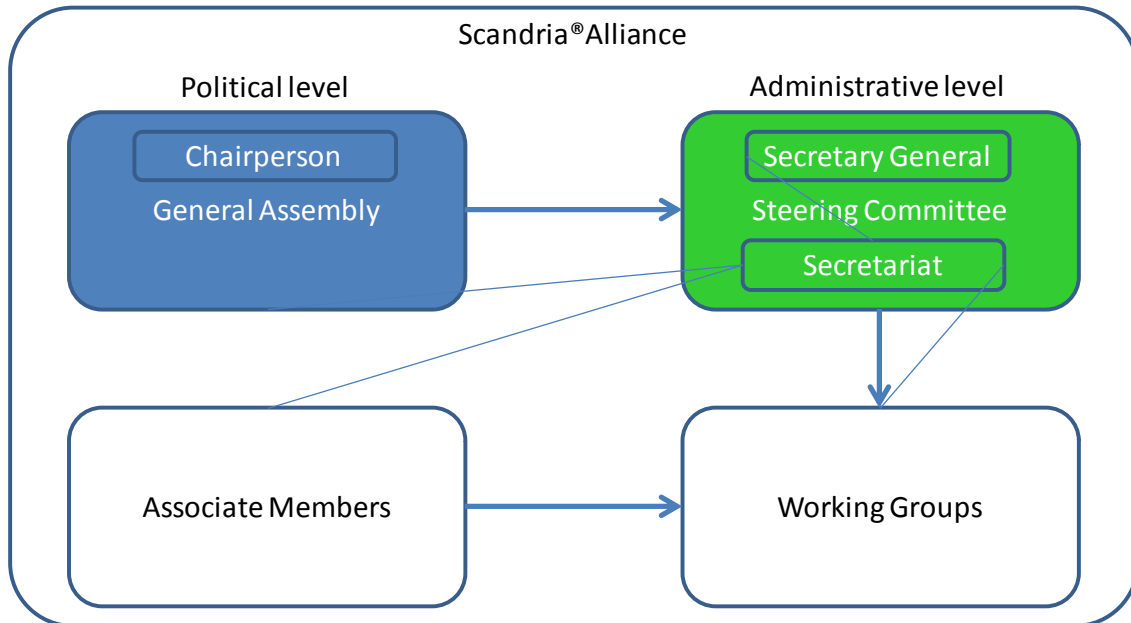 Scandria®Alliance
Political level
Administrative level
Chairperson
General Assembly
Secretary General
Steering Committee
Secretariat
Associate Members
Working Groups